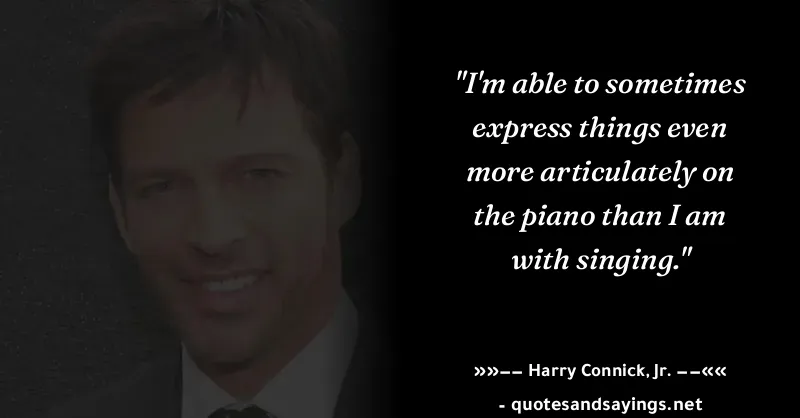 "I'm able to sometimes
express things even
more articulately on
the piano than I am
with singing."
»»–– Harry Connick, Jr. ––««
- quotesandsayings.net